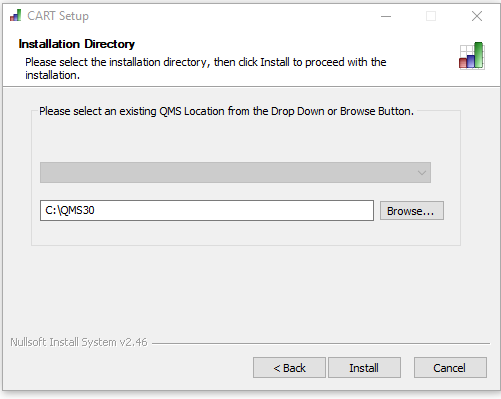 CART Setup
Installation Directory
Please select the installation directory, then click Install to proceed with the
installation.
Please select an existing QMS Location from the Drop Down or Browse Button.
C:\QMS30
Browse...
Nullsoft Install System v2.46
< Back
Install
Cancel